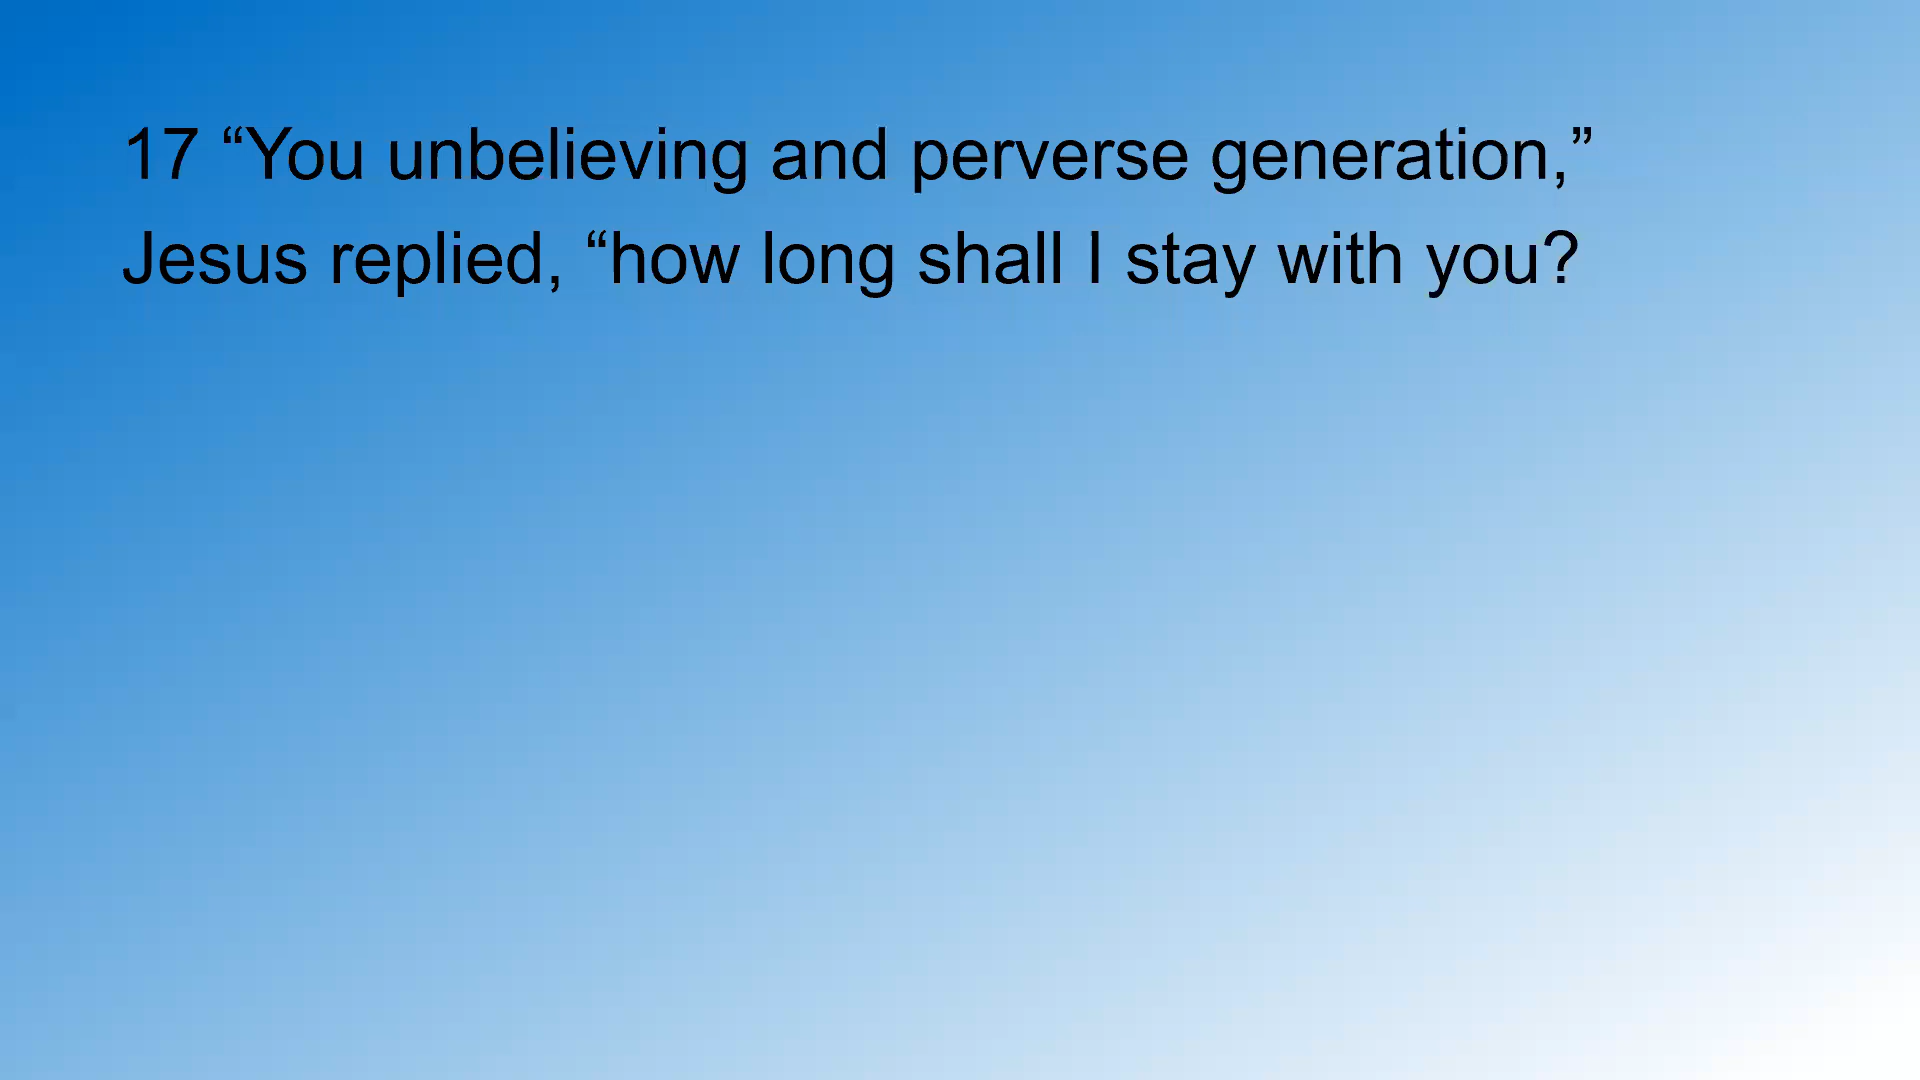 17 “You unbelieving and perverse generation,”
Jesus replied, “how long shall I stay with you?